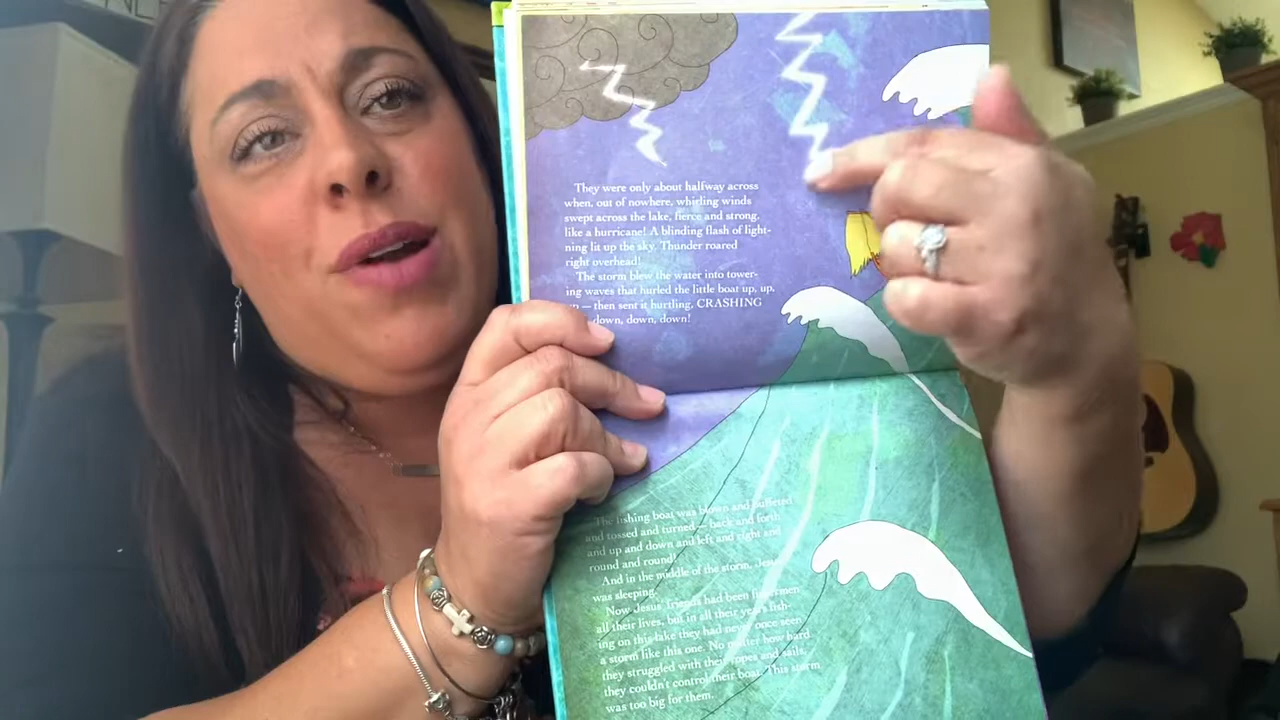 They were only about halfway across
when, out of nowhere, whirling winds
swept across the lake, fierce and strong,
like a hurricane! A blinding flash of light-
ning lit up the sky. Thunder roared
right overhead!
The storm blew the water into tower-
ing waves that hurled the little boat up, up,
— then sent it hurtling, CRASHING
down, down, down!
The fishing boat was blown and buffeted
and tossed and turned — back and forth
and up and down and left and right and
round and round!
And in the middle of the storm, Jesus
was sleeping.
Now Jesus' friends had been fishermen
all their lives, but in all their years fish-
ing on this lake they had never once seen
a storm like this one. No matter how hard
they struggled with their ropes and sails,
they couldn't control their boat. This storm
was too big for them.